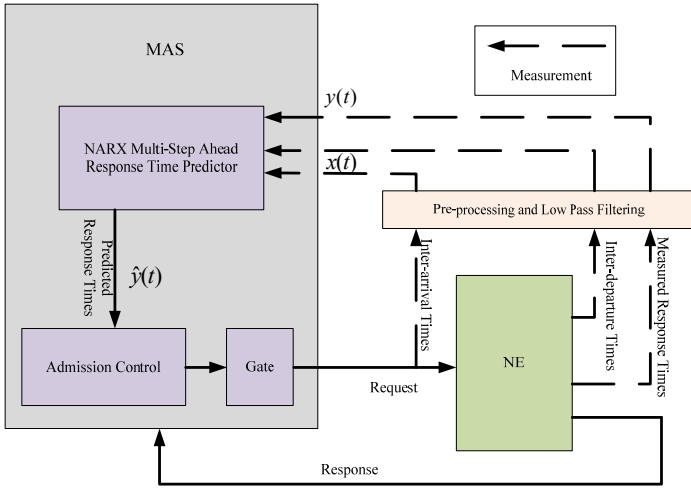 MAS
Measurement
y(t)
NARX Multi-Step Ahead
Response Time Predictor
x(t)
Pre-processing and Low Pass Filtering
Predicted
Response Times
ŷ(t)
Inter-arrival Times
Inter-departure Times
Measured Response Times
Admission Control
Gate
NE
Request
Response